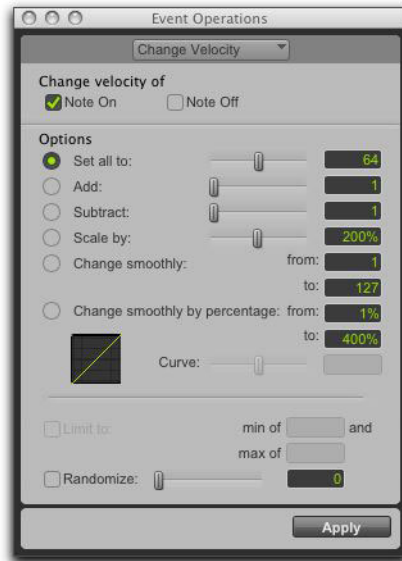 Event Operations
Change Velocity
Change velocity of
Note On Note Off
Options
Set all to: 64
Add: 1
Subtract: 1
Scale by: 200%
Change smoothly: from: 1
to: 127
Change smoothly by percentage: from: 1%
to: 400%
Curve:
Limit to: min of and
max of
Randomize: 0
Apply